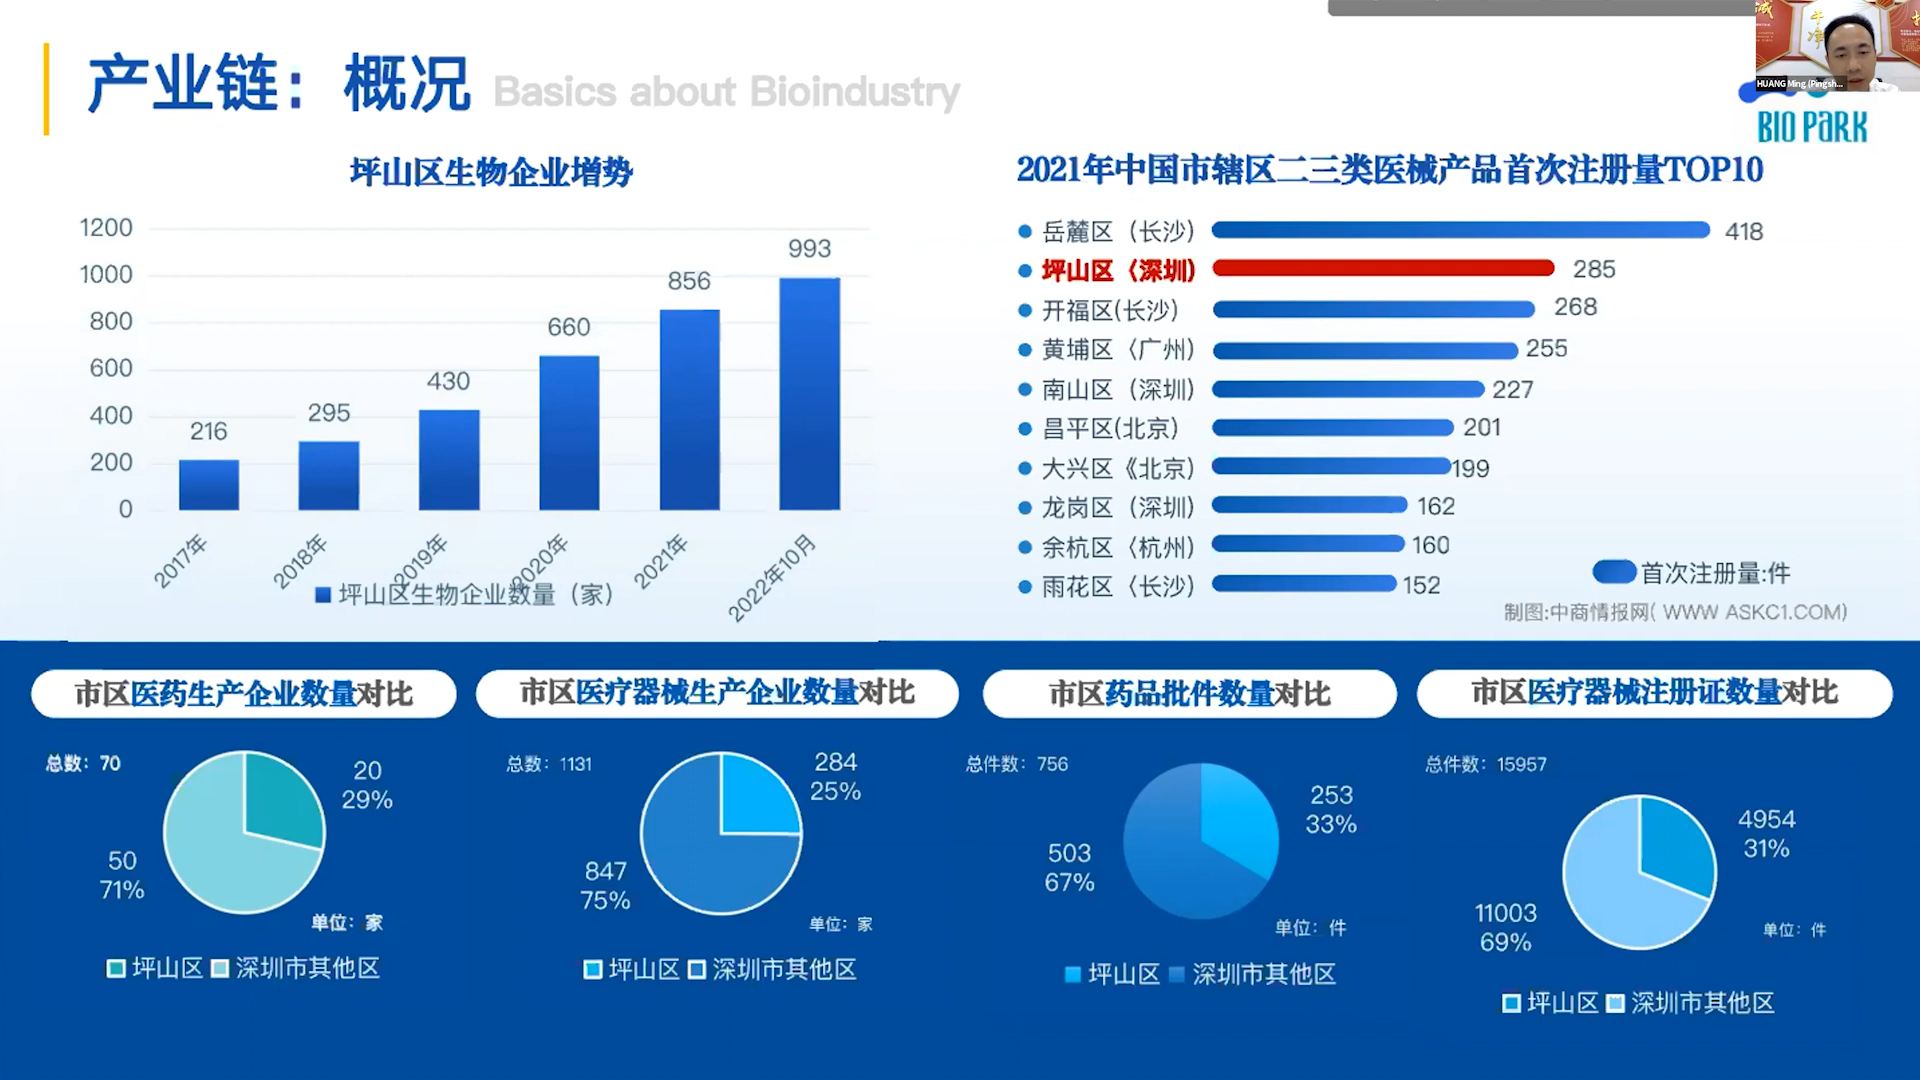 产业链：概况 Basics about Bioindustry
HUANG Ming (Pingsh...
BIO PARK
坪山区生物企业增势
1200
1000
800
600
400
200
0
216
295
430
660
856
993
2017年
2018年
2019年
2020年
2021年
2022年10月
坪山区生物企业数量（家）
2021年中国市辖区二三类医械产品首次注册量TOP10
岳麓区（长沙） 418
坪山区〈深圳） 285
开福区(长沙） 268
黄埔区〈广州） 255
南山区（深圳） 227
昌平区(北京） 201
大兴区《北京） 199
龙岗区（深圳） 162
余杭区〈杭州） 160
雨花区〈长沙） 152
首次注册量:件
制图:中商情报网( WWW ASKC1.COM)
市区医药生产企业数量对比
总数：70
20
29%
50
71%
单位：家
坪山区 深圳市其他区
市区医疗器械生产企业数量对比
总数：1131
284
25%
847
75%
单位：家
坪山区 深圳市其他区
市区药品批件数量对比
总件数：756
253
33%
503
67%
单位：件
坪山区 深圳市其他区
市区医疗器械注册证数量对比
总件数：15957
4954
31%
11003
69%
单位：件
坪山区 深圳市其他区